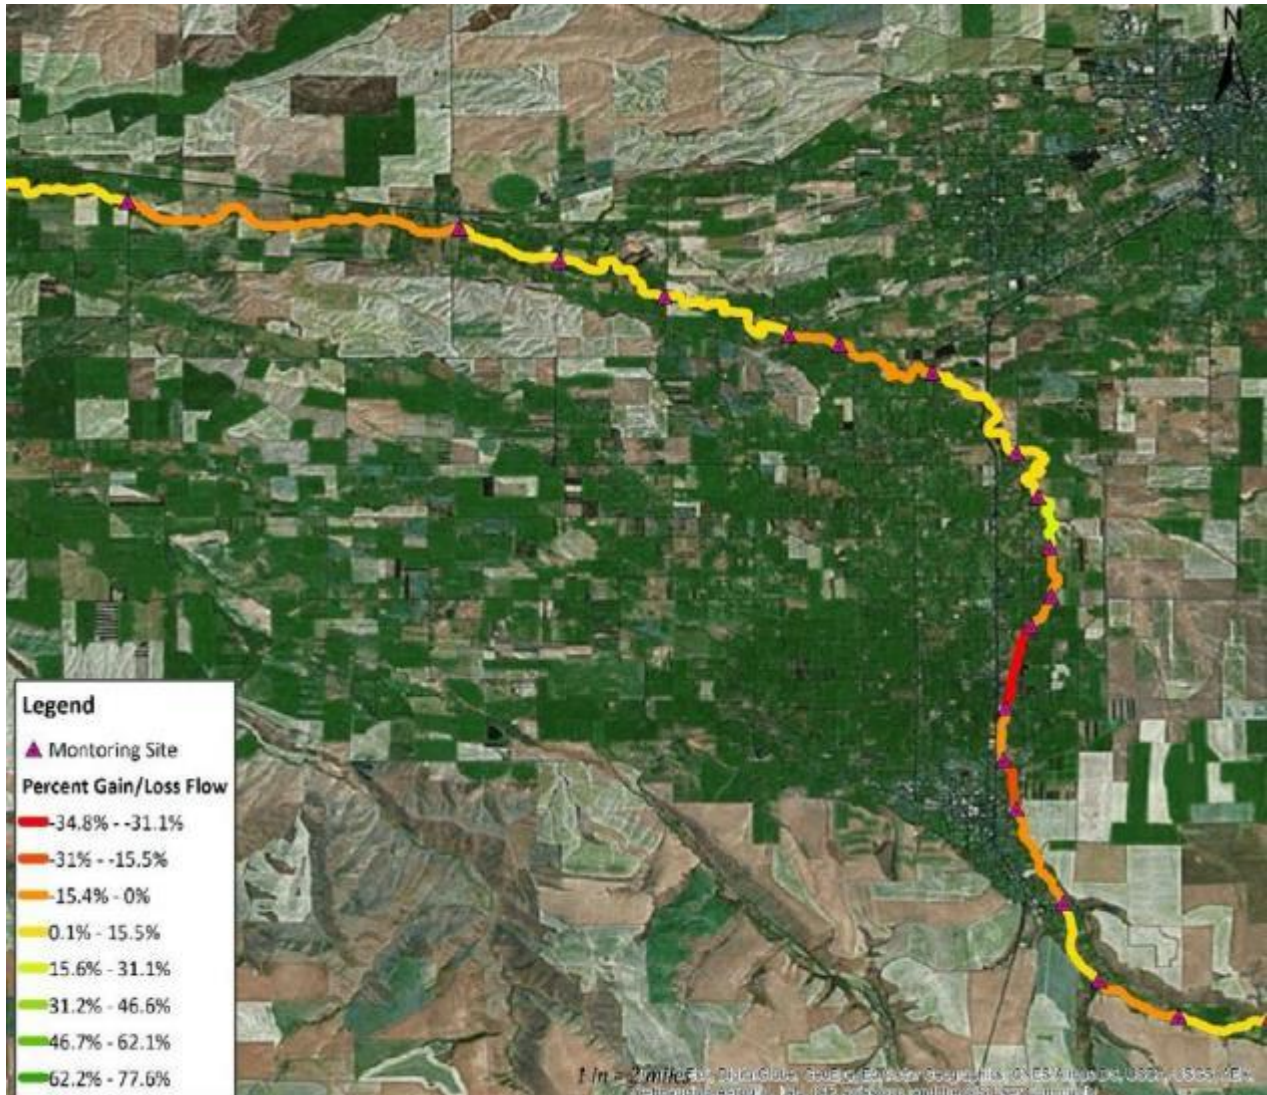 N
Legend
Montoring Site
Percent Gain/Loss Flow
-34.8% - -31.1%
-31% - -15.5%
-15.4% - 0%
0.1% - 15.5%
15.6% - 31.1%
31.2% - 46.6%
46.7% - 62.1%
62.2% - 77.6%
1 in = 2 miles